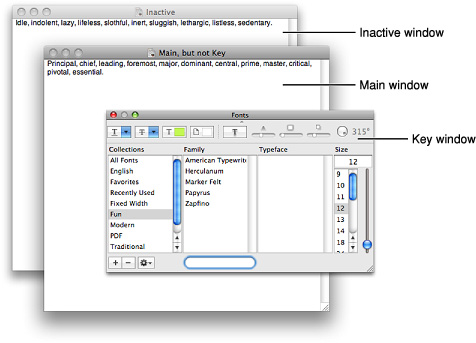 Inactive
Idle, indolent, lazy, lifeless, slothful, inert, sluggish, lethargic, listless, sedentary.
Inactive window
Main, but not Key
Principal, chief, leading, foremost, major, dominant, central, prime, master, critical,
pivotal, essential.
Main window
Fonts
T T T T 315°
Key window
Collections Family Typeface Size
All Fonts American Typewrite 12
English Herculanum 9
Favorites Marker Felt 10
Recently Used Papyrus 11
Fixed Width Zapfino 12
Fun 13
Modern 14
PDF 18
Traditional 24